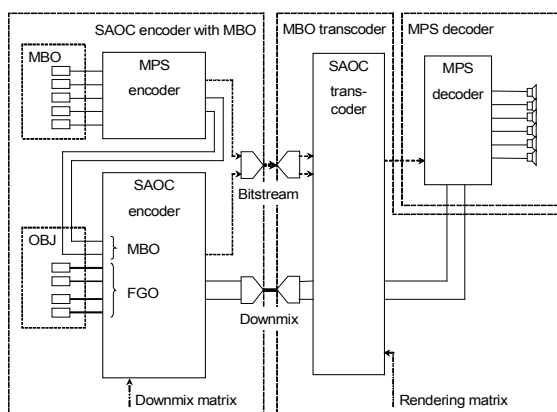 SAOC encoder with MBO
MBO transcoder
MPS decoder
MBO
MPS
encoder
SAOC
trans-
coder
MPS
decoder
Bitstream
SAOC
encoder
OBJ
MBO
FGO
Downmix
Downmix matrix
Rendering matrix